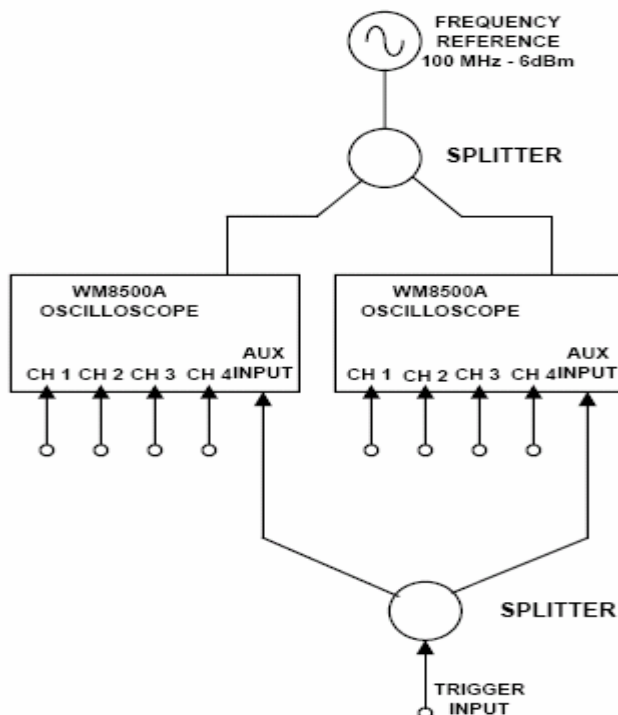 FREQUENCY
REFERENCE
100 MHz - 6dBm
SPLITTER
WM8500A
OSCILLOSCOPE
AUX
INPUT
CH 1
CH 2
CH 3
CH 4
WM8500A
OSCILLOSCOPE
AUX
INPUT
CH 1
CH 2
CH 3
CH 4
SPLITTER
TRIGGER
INPUT